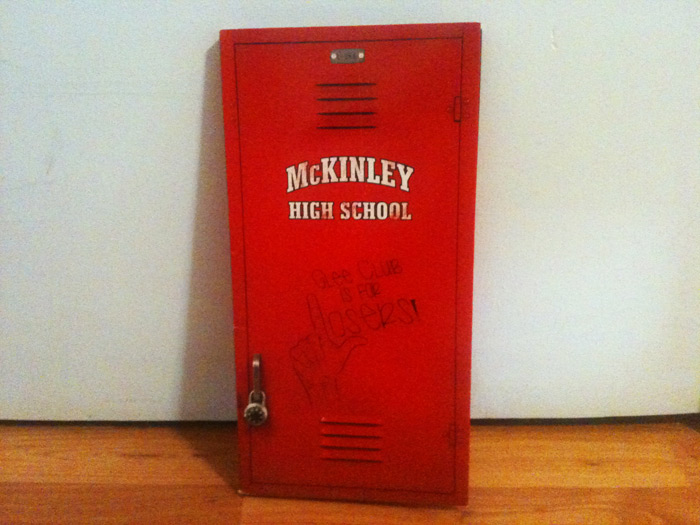 McKINLEY
HIGH SCHOOL
GLee CLUB
IS FOR
Losers!